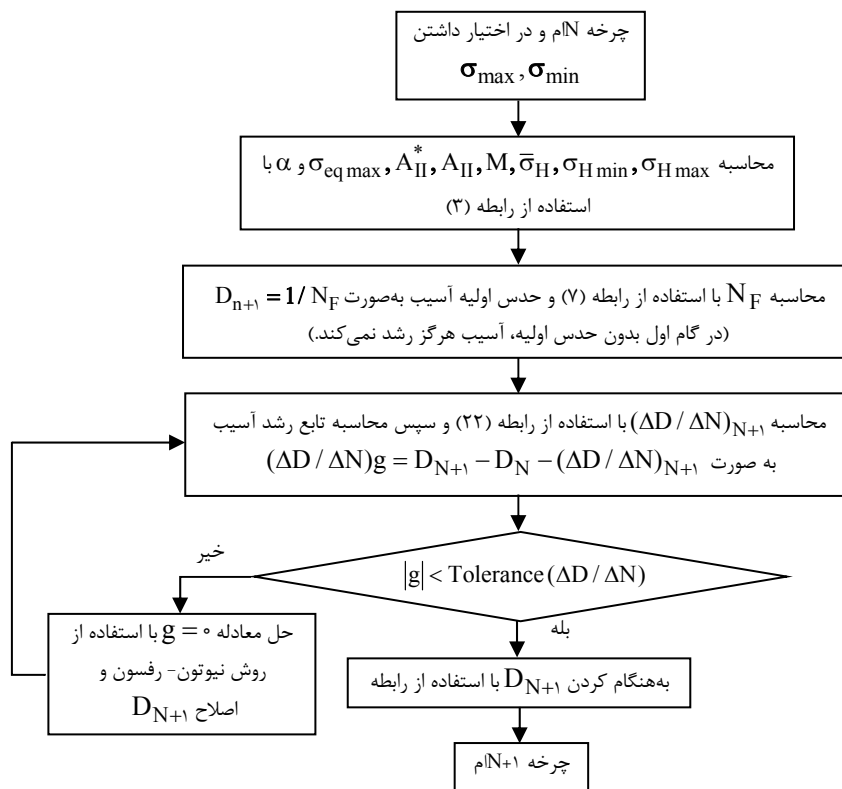 چرخه Nام و در اختیار داشتن
σmax , σmin
محاسبه σH max , σH min , σ̄H , M , AII , A*II , σeq max و α با
استفاده از رابطه (۳)
محاسبه NF با استفاده از رابطه (۷) و حدس اولیه آسیب به‌صورت Dn+۱ = ۱/ NF
(در گام اول بدون حدس اولیه، آسیب هرگز رشد نمی‌کند.)
محاسبه (ΔD / ΔN)N+۱ با استفاده از رابطه (۲۲) و سپس محاسبه تابع رشد آسیب
به صورت (ΔD / ΔN)g = DN+۱ − DN − (ΔD / ΔN)N+۱
|g| < Tolerance (ΔD / ΔN)
خیر
بله
حل معادله g = ۰ با استفاده از
روش نیوتون- رفسون و
اصلاح DN+۱
به‌هنگام کردن DN+۱ با استفاده از رابطه
چرخه N+۱ام